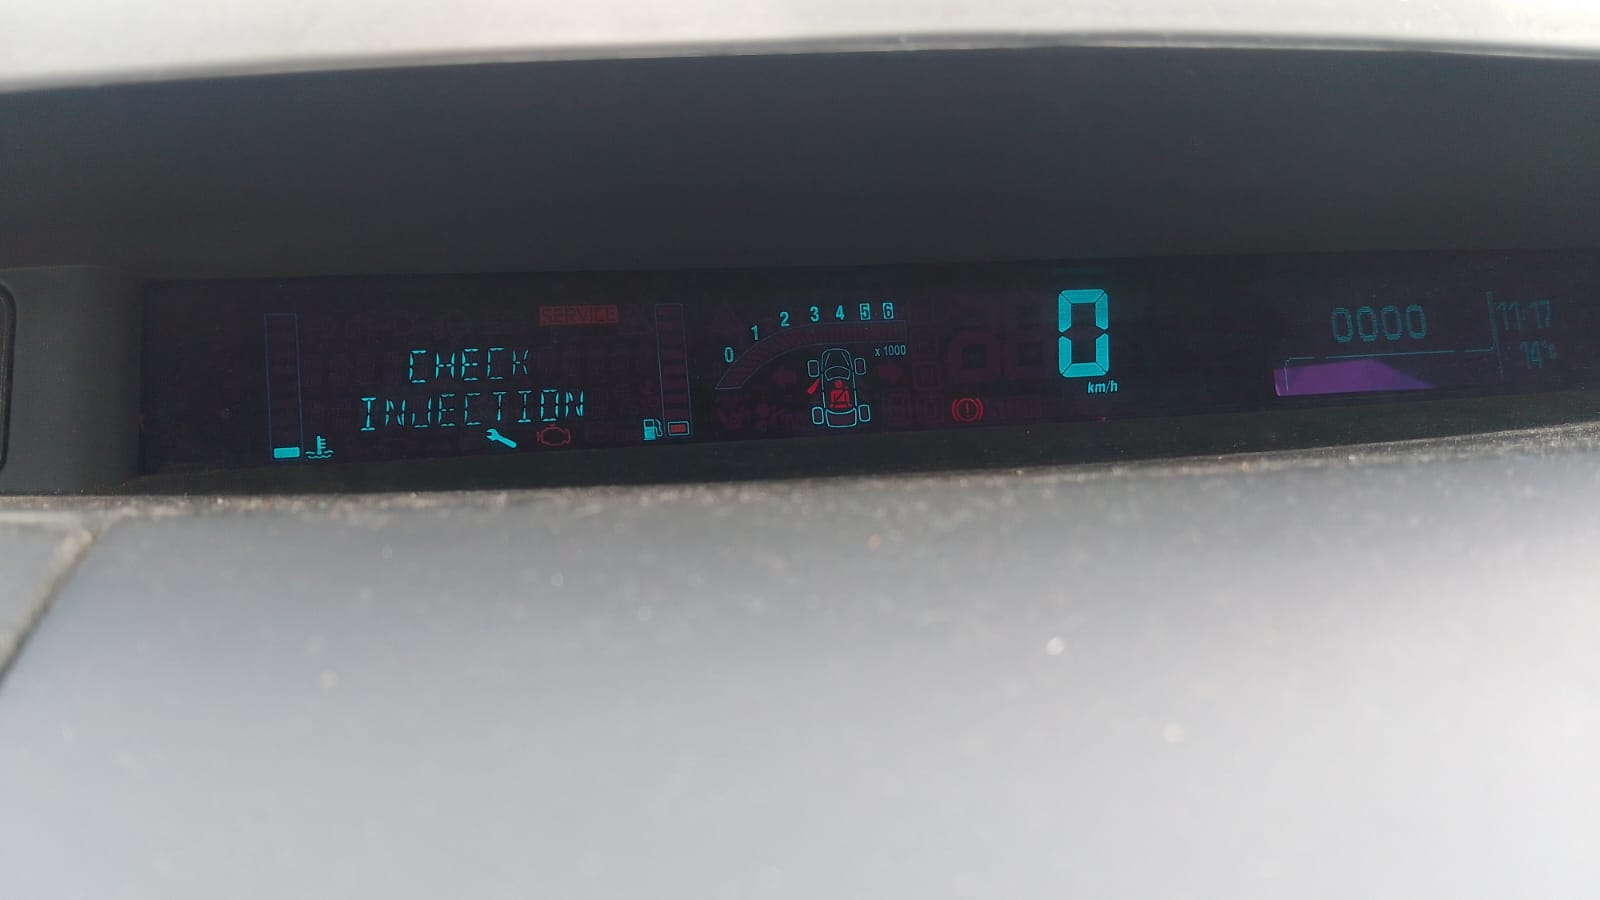 SERVICE
CHECK
INJECTION
0 1 2 3 4 5 6
x 1000
0
km/h
0000
11:17
14°c